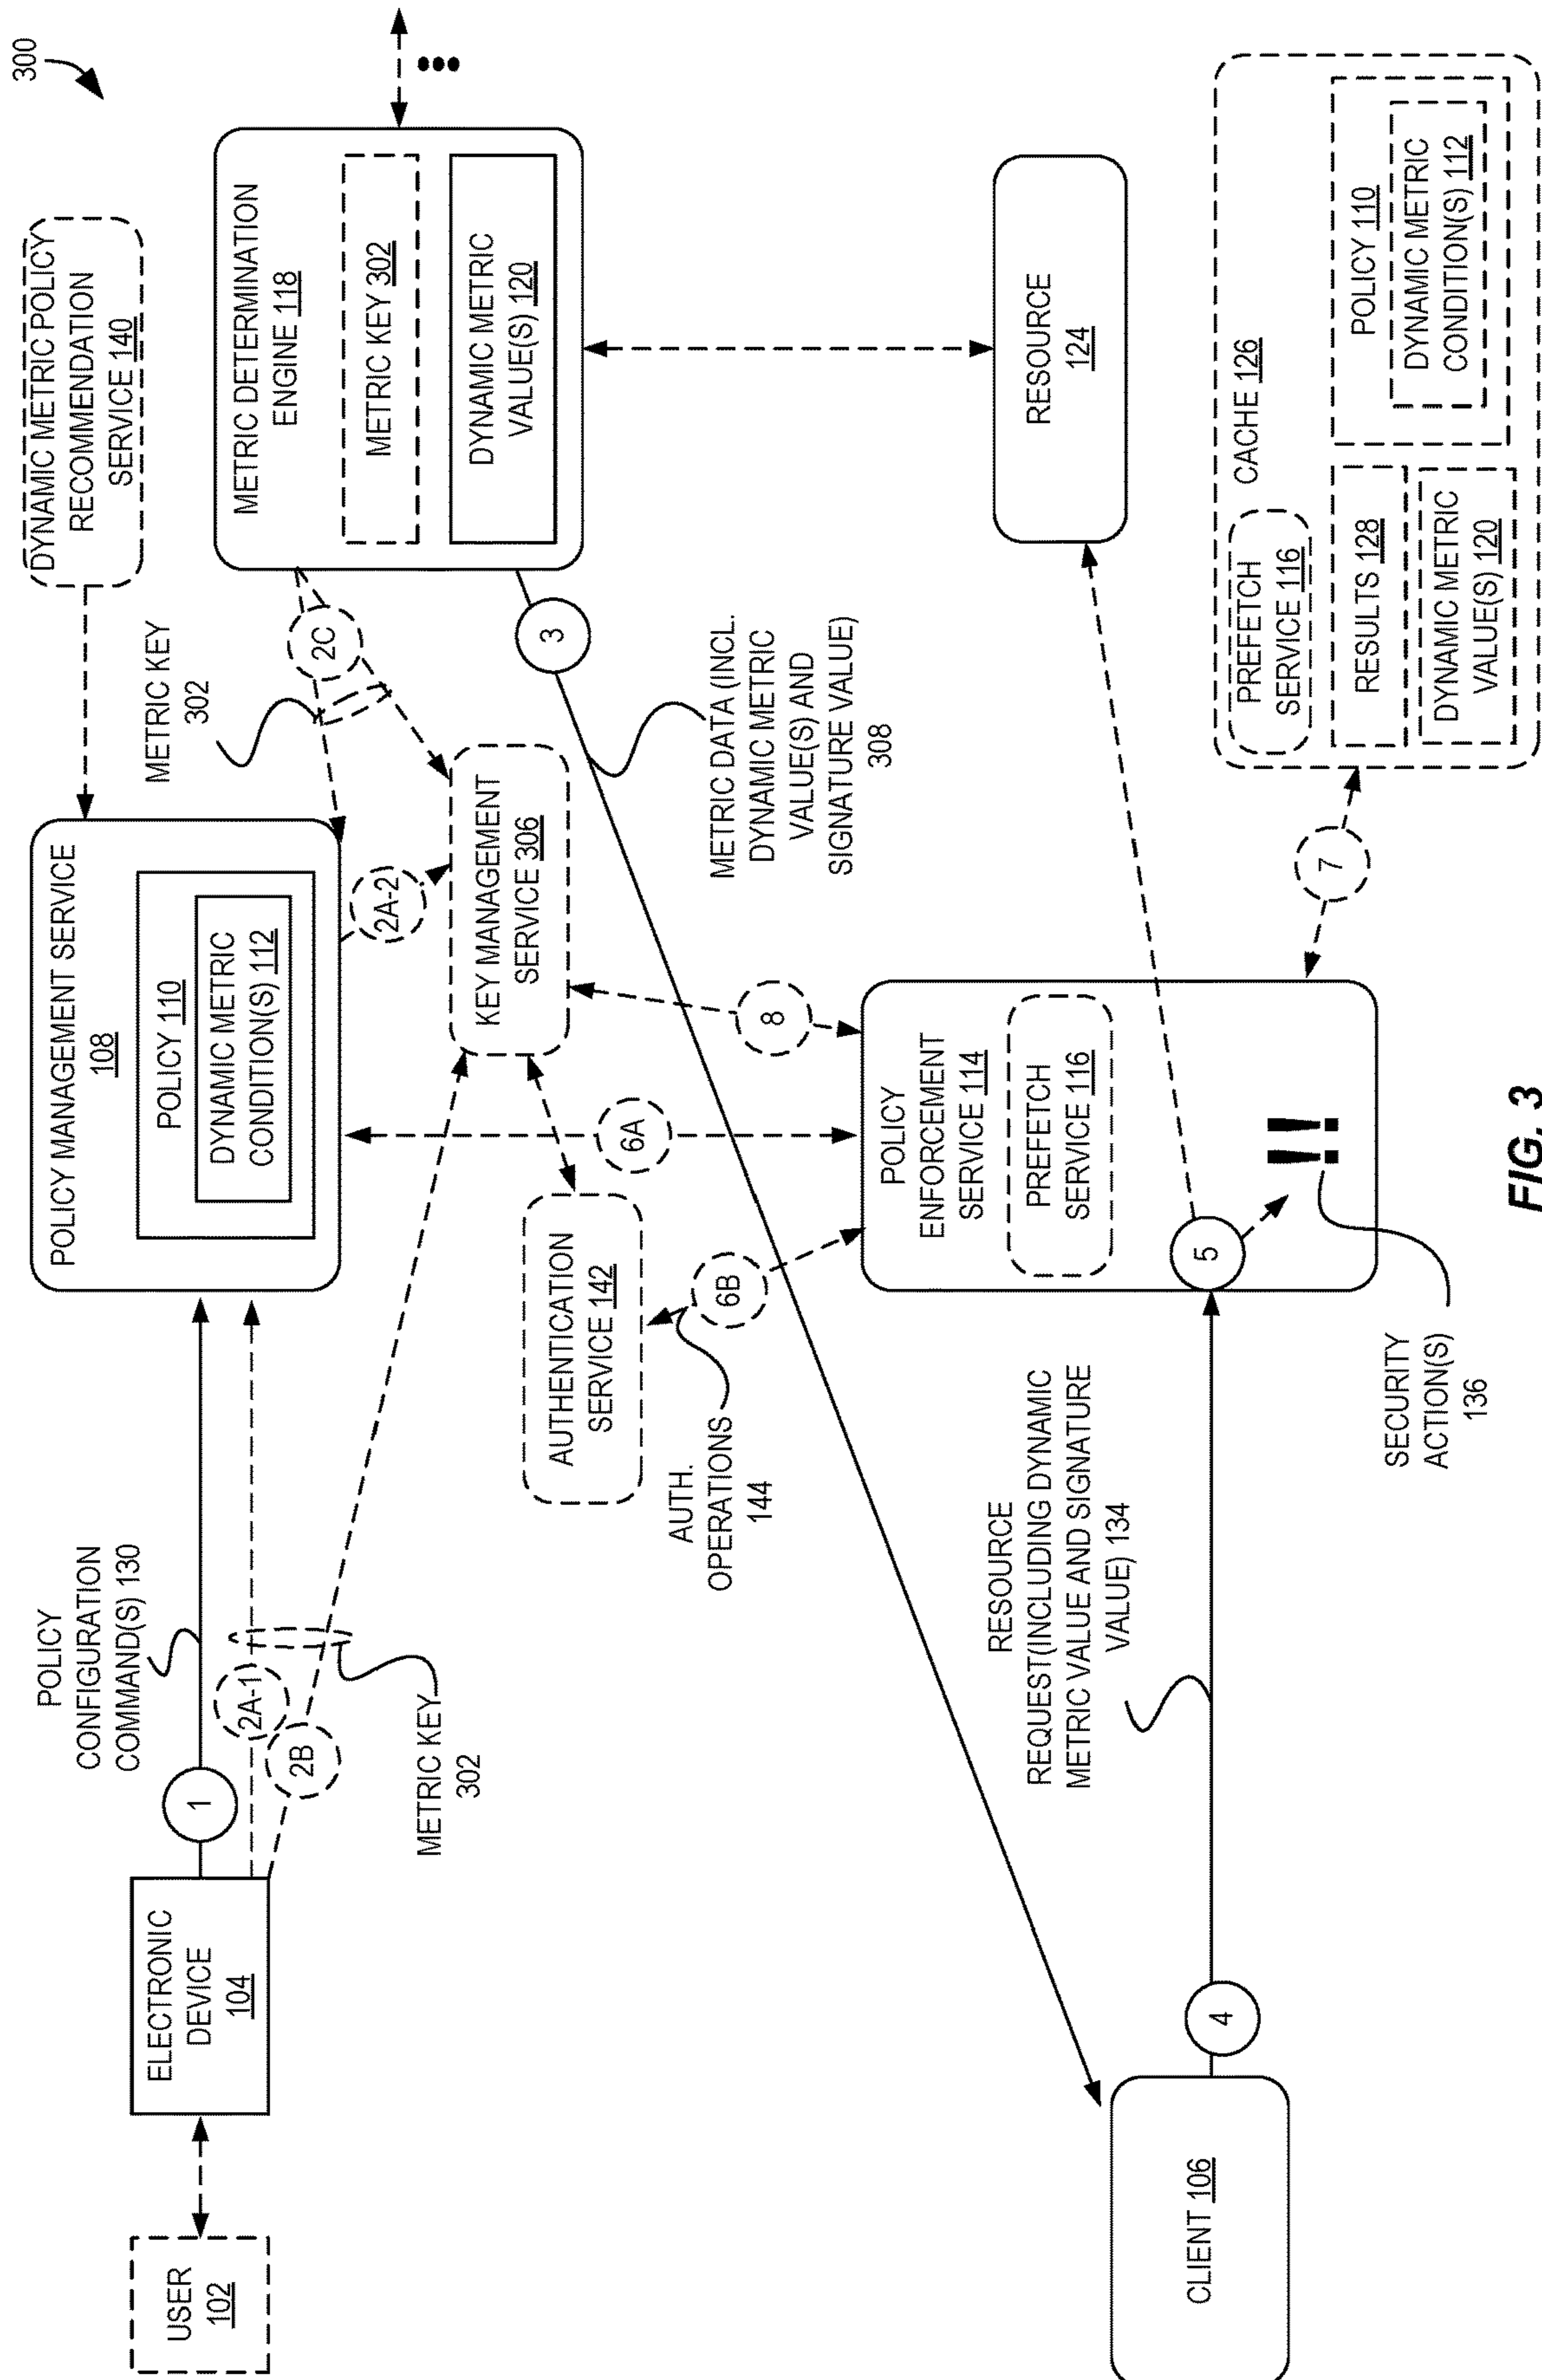 300
USER
102
ELECTRONIC
DEVICE
104
POLICY
CONFIGURATION
COMMAND(S) 130
1
2A-1
2B
METRIC KEY
302
POLICY MANAGEMENT SERVICE
108
POLICY 110
DYNAMIC METRIC
CONDITION(S) 112
DYNAMIC METRIC POLICY
RECOMMENDATION
SERVICE 140
METRIC KEY
302
2C
2A-2
METRIC DETERMINATION
ENGINE 118
METRIC KEY 302
DYNAMIC METRIC
VALUE(S) 120
KEY MANAGEMENT
SERVICE 306
3
METRIC DATA (INCL.
DYNAMIC METRIC
VALUE(S) AND
SIGNATURE VALUE)
308
AUTHENTICATION
SERVICE 142
AUTH.
OPERATIONS
144
6B
6A
8
POLICY
ENFORCEMENT
SERVICE 114
PREFETCH
SERVICE 116
5
!!
SECURITY
ACTION(S)
136
RESOURCE
124
CLIENT 106
4
RESOURCE
REQUEST(INCLUDING DYNAMIC
METRIC VALUE AND SIGNATURE
VALUE) 134
7
CACHE 126
PREFETCH
SERVICE 116
RESULTS 128
DYNAMIC METRIC
VALUE(S) 120
POLICY 110
DYNAMIC METRIC
CONDITION(S) 112
FIG. 3